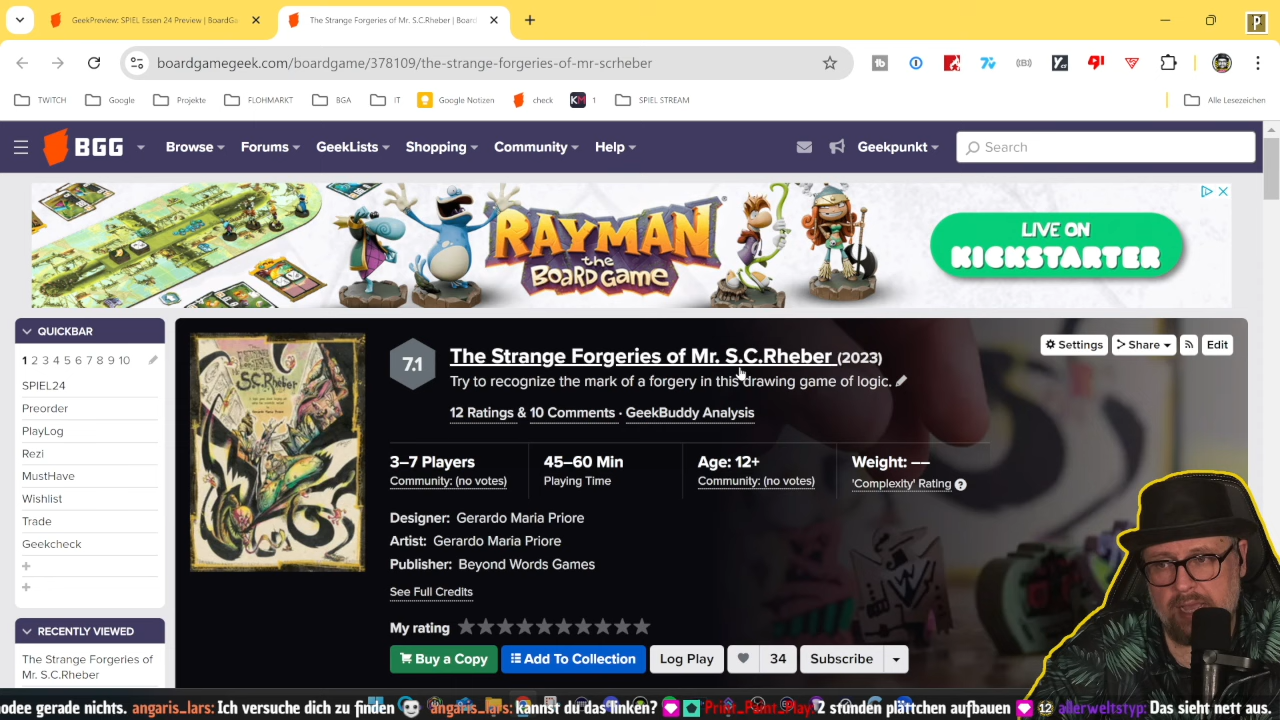 GeekPreview: SPIEL Essen 24 Preview | BoardGa
The Strange Forgeries of Mr. S.C.Rheber | Board
boardgamegeek.com/boardgame/378109/the-strange-forgeries-of-mr-scrheber
TWITCH Google Projekte FLOHMARKT BGA IT Google Notizen check 1 SPIEL STREAM Alle Lesezeichen
BGG Browse Forums GeekLists Shopping Community Help Geekpunkt Search
RAYMAN
the BOARD GAME
LIVE ON
KICKSTARTER
QUICKBAR
1 2 3 4 5 6 7 8 9 10
SPIEL24
Preorder
PlayLog
Rezi
MustHave
Wishlist
Trade
Geekcheck
RECENTLY VIEWED
The Strange Forgeries of
Mr. S.C.Rheber
S.C.Rheber
7.1
The Strange Forgeries of Mr. S.C.Rheber (2023)
Try to recognize the mark of a forgery in this drawing game of logic.
12 Ratings & 10 Comments · GeekBuddy Analysis
Settings Share Edit
3–7 Players 45–60 Min Age: 12+ Weight: ––
Community: (no votes) Playing Time Community: (no votes) 'Complexity' Rating ?
Designer: Gerardo Maria Priore
Artist: Gerardo Maria Priore
Publisher: Beyond Words Games
See Full Credits
My rating
Buy a Copy Add To Collection Log Play 34 Subscribe
odee gerade nichts. angaris_lars: Ich versuche dich zu finden angaris_lars: kannst du das linken? Print_Paint_Play: 2 stunden plättchen aufbauen 12 allerweltstyp: Das sieht nett aus.